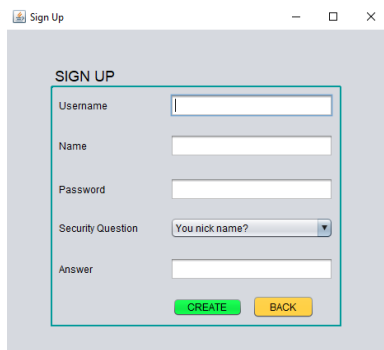 Sign Up
SIGN UP
Username
Name
Password
Security Question You nick name?
Answer
CREATE BACK